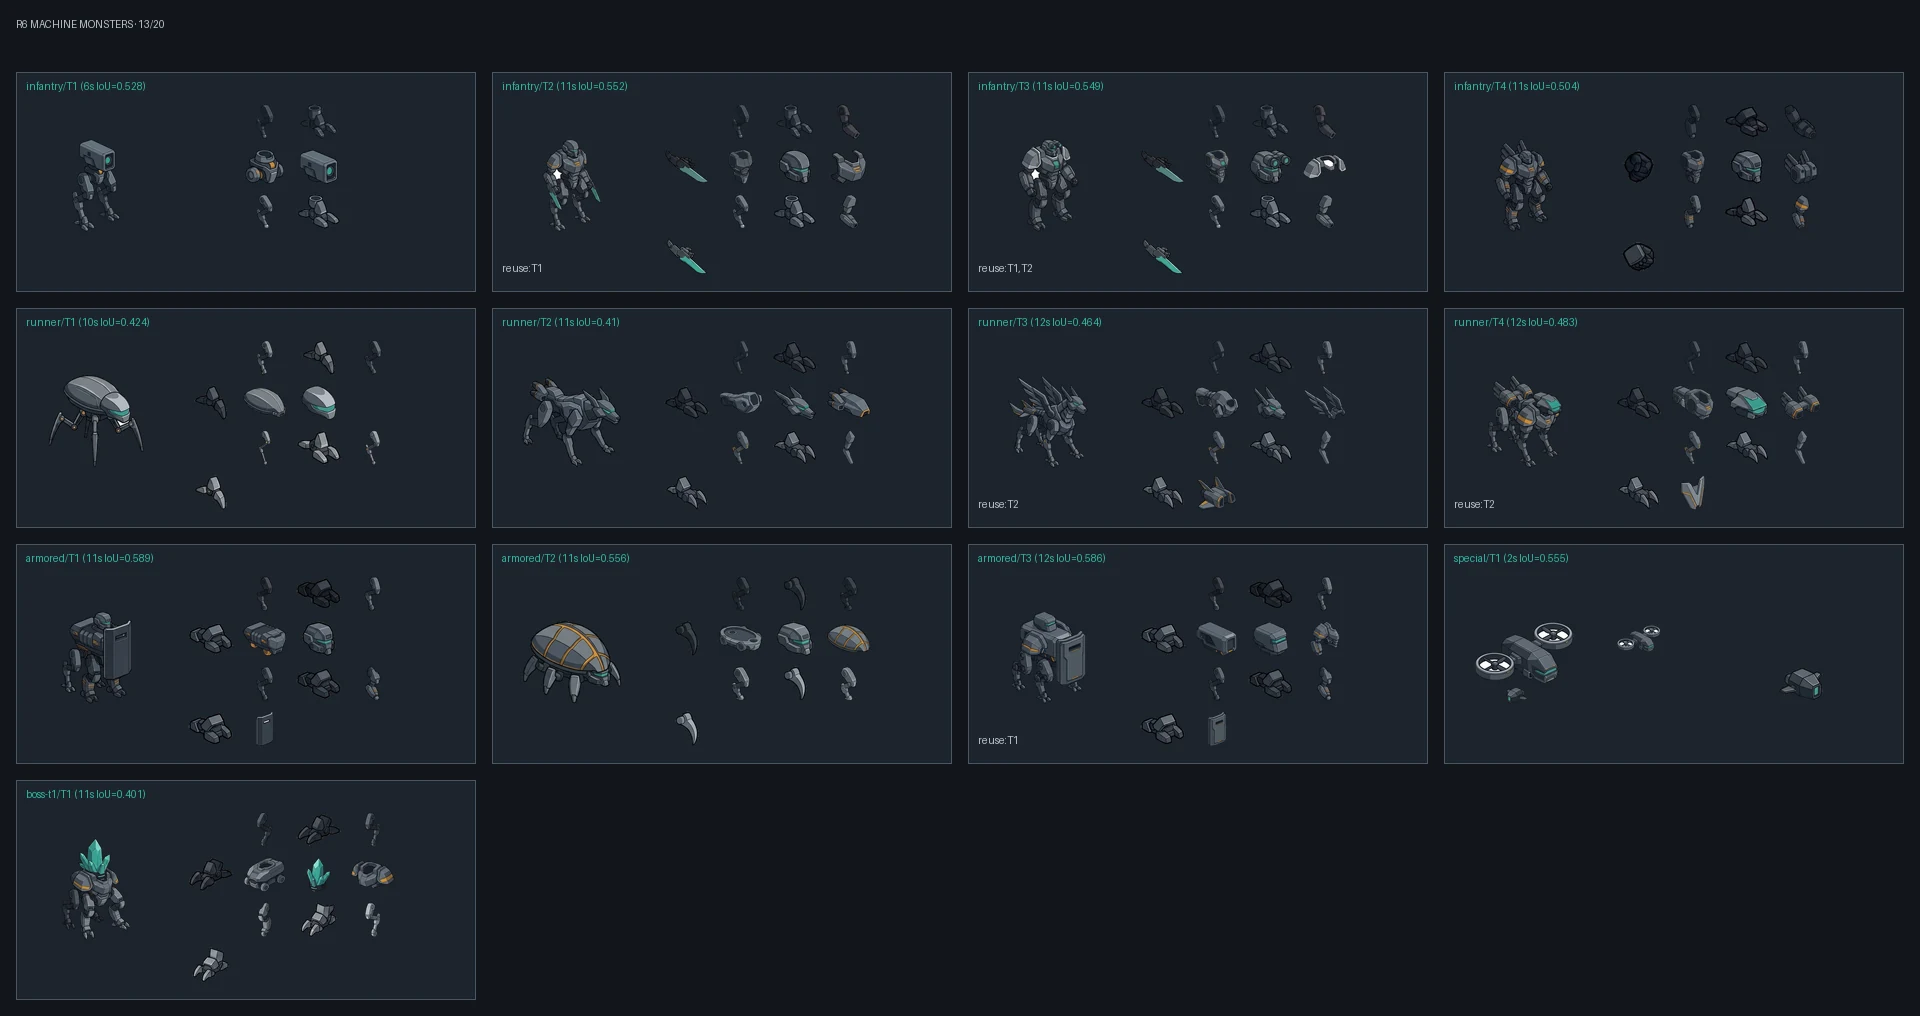 R6 MACHINE MONSTERS · 13/20
infantry/T1 (6s IoU=0.528)
infantry/T2 (11s IoU=0.552)
reuse:T1
infantry/T3 (11s IoU=0.549)
reuse:T1,T2
infantry/T4 (11s IoU=0.504)
runner/T1 (10s IoU=0.424)
runner/T2 (11s IoU=0.41)
runner/T3 (12s IoU=0.464)
reuse:T2
runner/T4 (12s IoU=0.483)
reuse:T2
armored/T1 (11s IoU=0.589)
armored/T2 (11s IoU=0.556)
armored/T3 (12s IoU=0.586)
reuse:T1
special/T1 (2s IoU=0.555)
boss-t1/T1 (11s IoU=0.401)